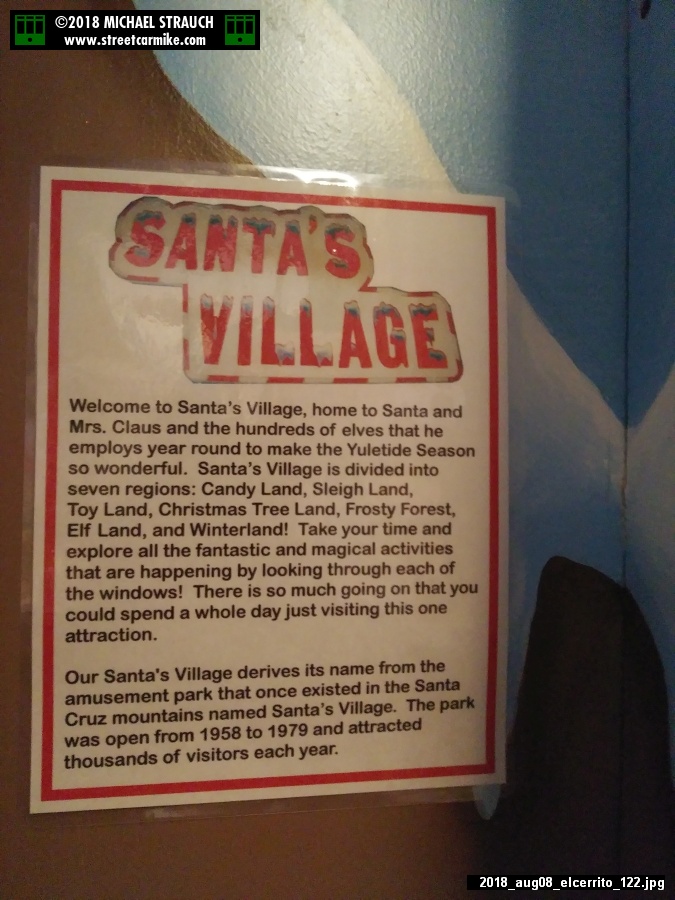 ©2018 MICHAEL STRAUCH
www.streetcarmike.com
SANTA'S
VILLAGE
Welcome to Santa's Village, home to Santa and
Mrs. Claus and the hundreds of elves that he
employs year round to make the Yuletide Season
so wonderful.  Santa's Village is divided into
seven regions: Candy Land, Sleigh Land,
Toy Land, Christmas Tree Land, Frosty Forest,
Elf Land, and Winterland!  Take your time and
explore all the fantastic and magical activities
that are happening by looking through each of
the windows!  There is so much going on that you
could spend a whole day just visiting this one
attraction.
Our Santa's Village derives its name from the
amusement park that once existed in the Santa
Cruz mountains named Santa's Village.  The park
was open from 1958 to 1979 and attracted
thousands of visitors each year.
2018_aug08_elcerrito_122.jpg